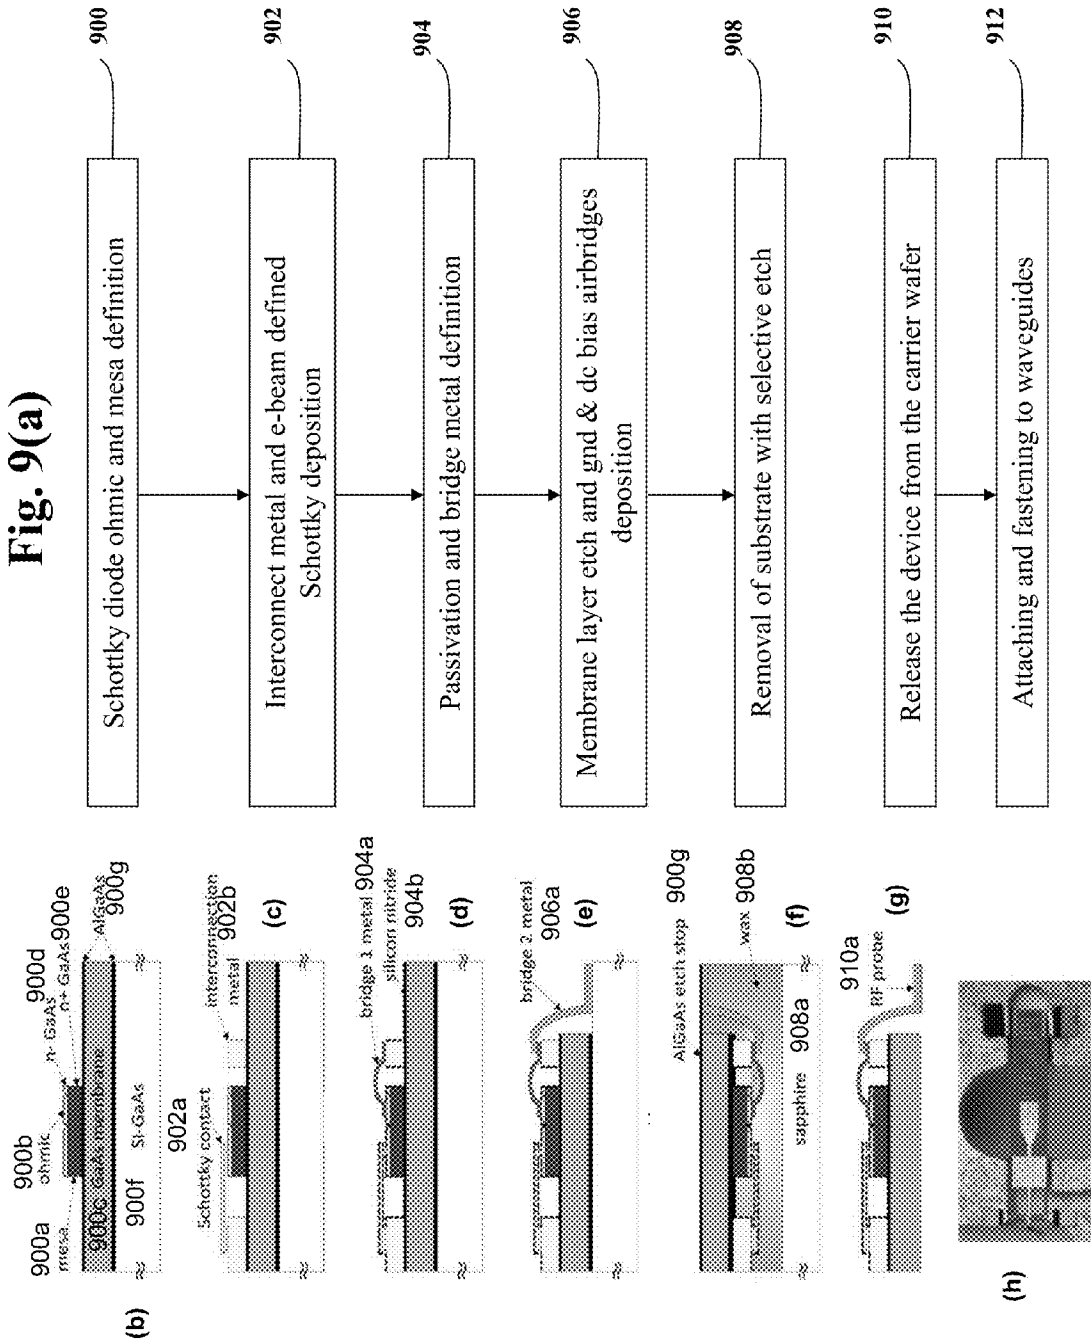 Fig. 9(a)
Schottky diode ohmic and mesa definition
900
Interconnect metal and e-beam defined
Schottky deposition
902
Passivation and bridge metal definition
904
Membrane layer etch and gnd & dc bias airbridges
deposition
906
Removal of substrate with selective etch
908
Release the device from the carrier wafer
910
Attaching and fastening to waveguides
912
(b)
900a
mesa
900b
ohmic
n- GaAs
900d
n+ GaAs
900e
AlGaAs
900g
900c GaAs membrane
900f
SI-GaAs
902a
Schottky contact
interconnection
metal
902b
(c)
bridge 1 metal 904a
silicon nitride
904b
(d)
bridge 2 metal
906a
(e)
AlGaAs etch stop
900g
wax
908b
sapphire
908a
(f)
910a
RF probe
(g)
(h)